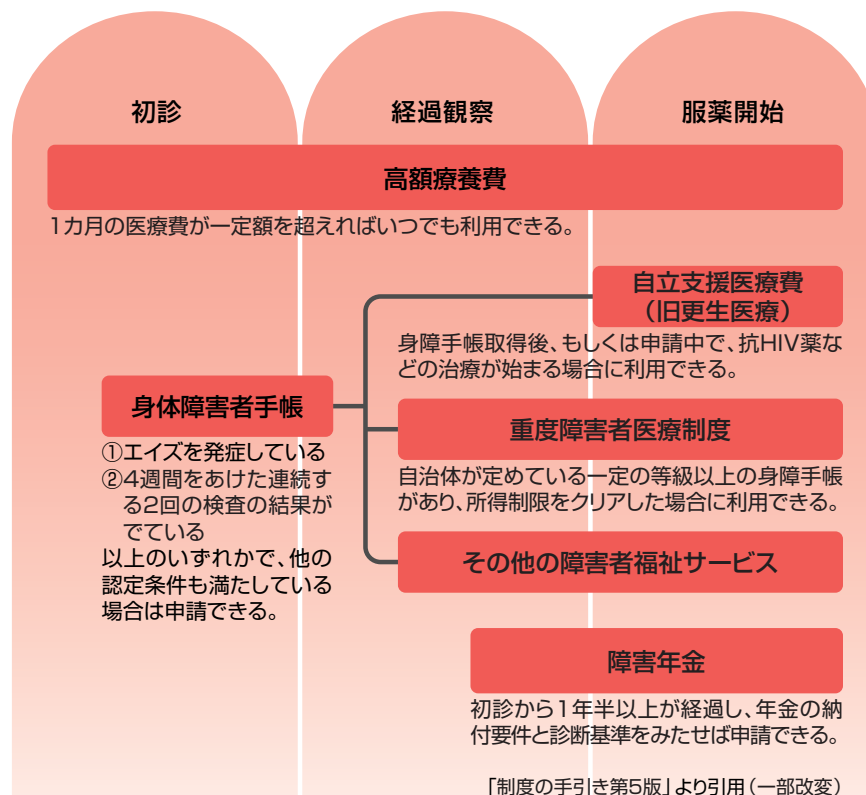 初診
経過観察
服薬開始
高額療養費
1カ月の医療費が一定額を超えればいつでも利用できる。
自立支援医療費
（旧更生医療）
身障手帳取得後、もしくは申請中で、抗HIV薬な
どの治療が始まる場合に利用できる。
身体障害者手帳
①エイズを発症している
②4週間をあけた連続す
る2回の検査の結果が
でている
以上のいずれかで、他の
認定条件も満たしている
場合は申請できる。
重度障害者医療制度
自治体が定めている一定の等級以上の身障手帳
があり、所得制限をクリアした場合に利用できる。
その他の障害者福祉サービス
障害年金
初診から1年半以上が経過し、年金の納
付要件と診断基準をみたせば申請できる。
「制度の手引き第5版」より引用（一部改変）